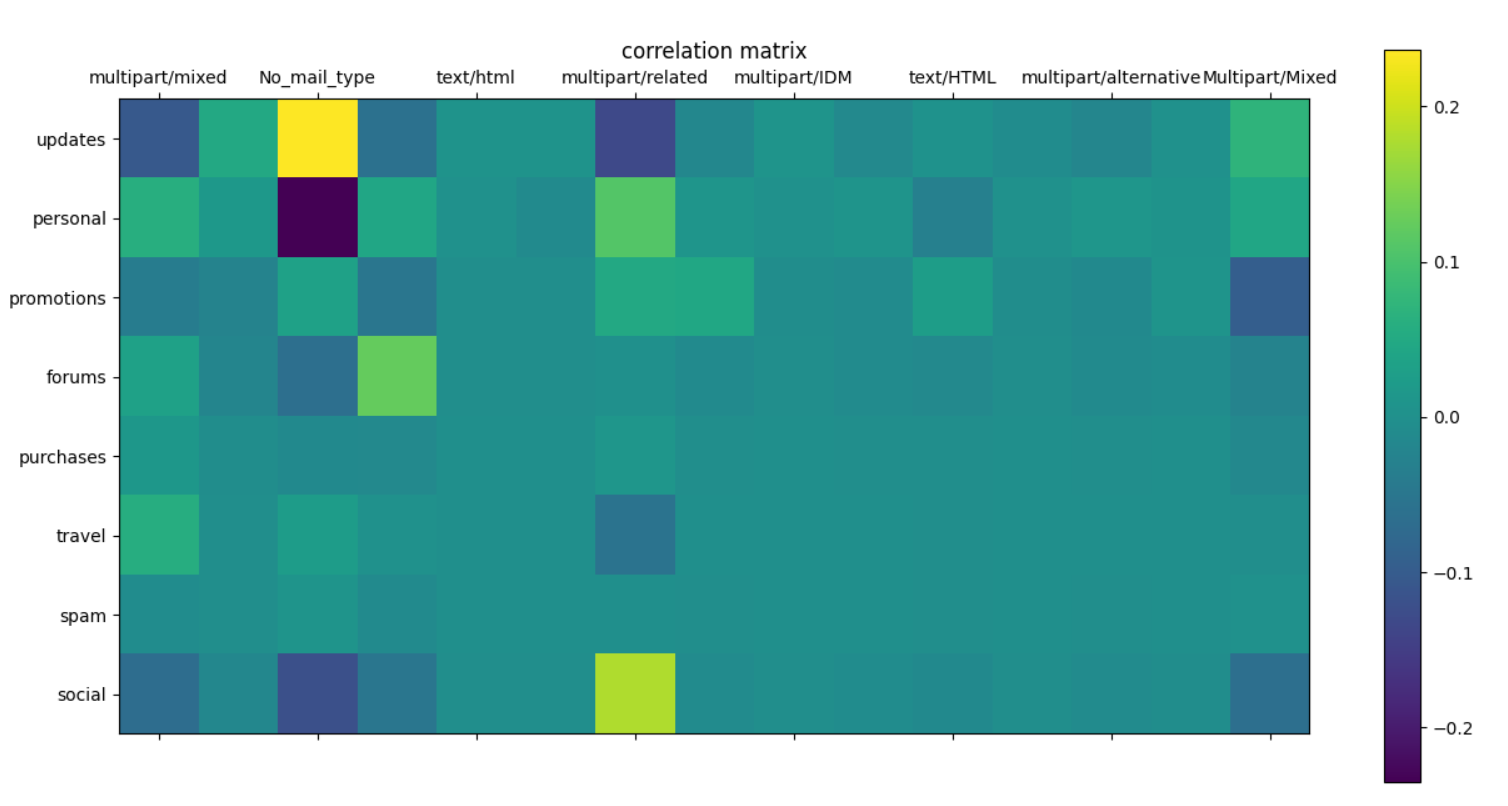 correlation matrix
multipart/mixed No_mail_type text/html multipart/related multipart/IDM text/HTML multipart/alternative Multipart/Mixed
updates
personal
promotions
forums
purchases
travel
spam
social
0.2
0.1
0.0
−0.1
−0.2